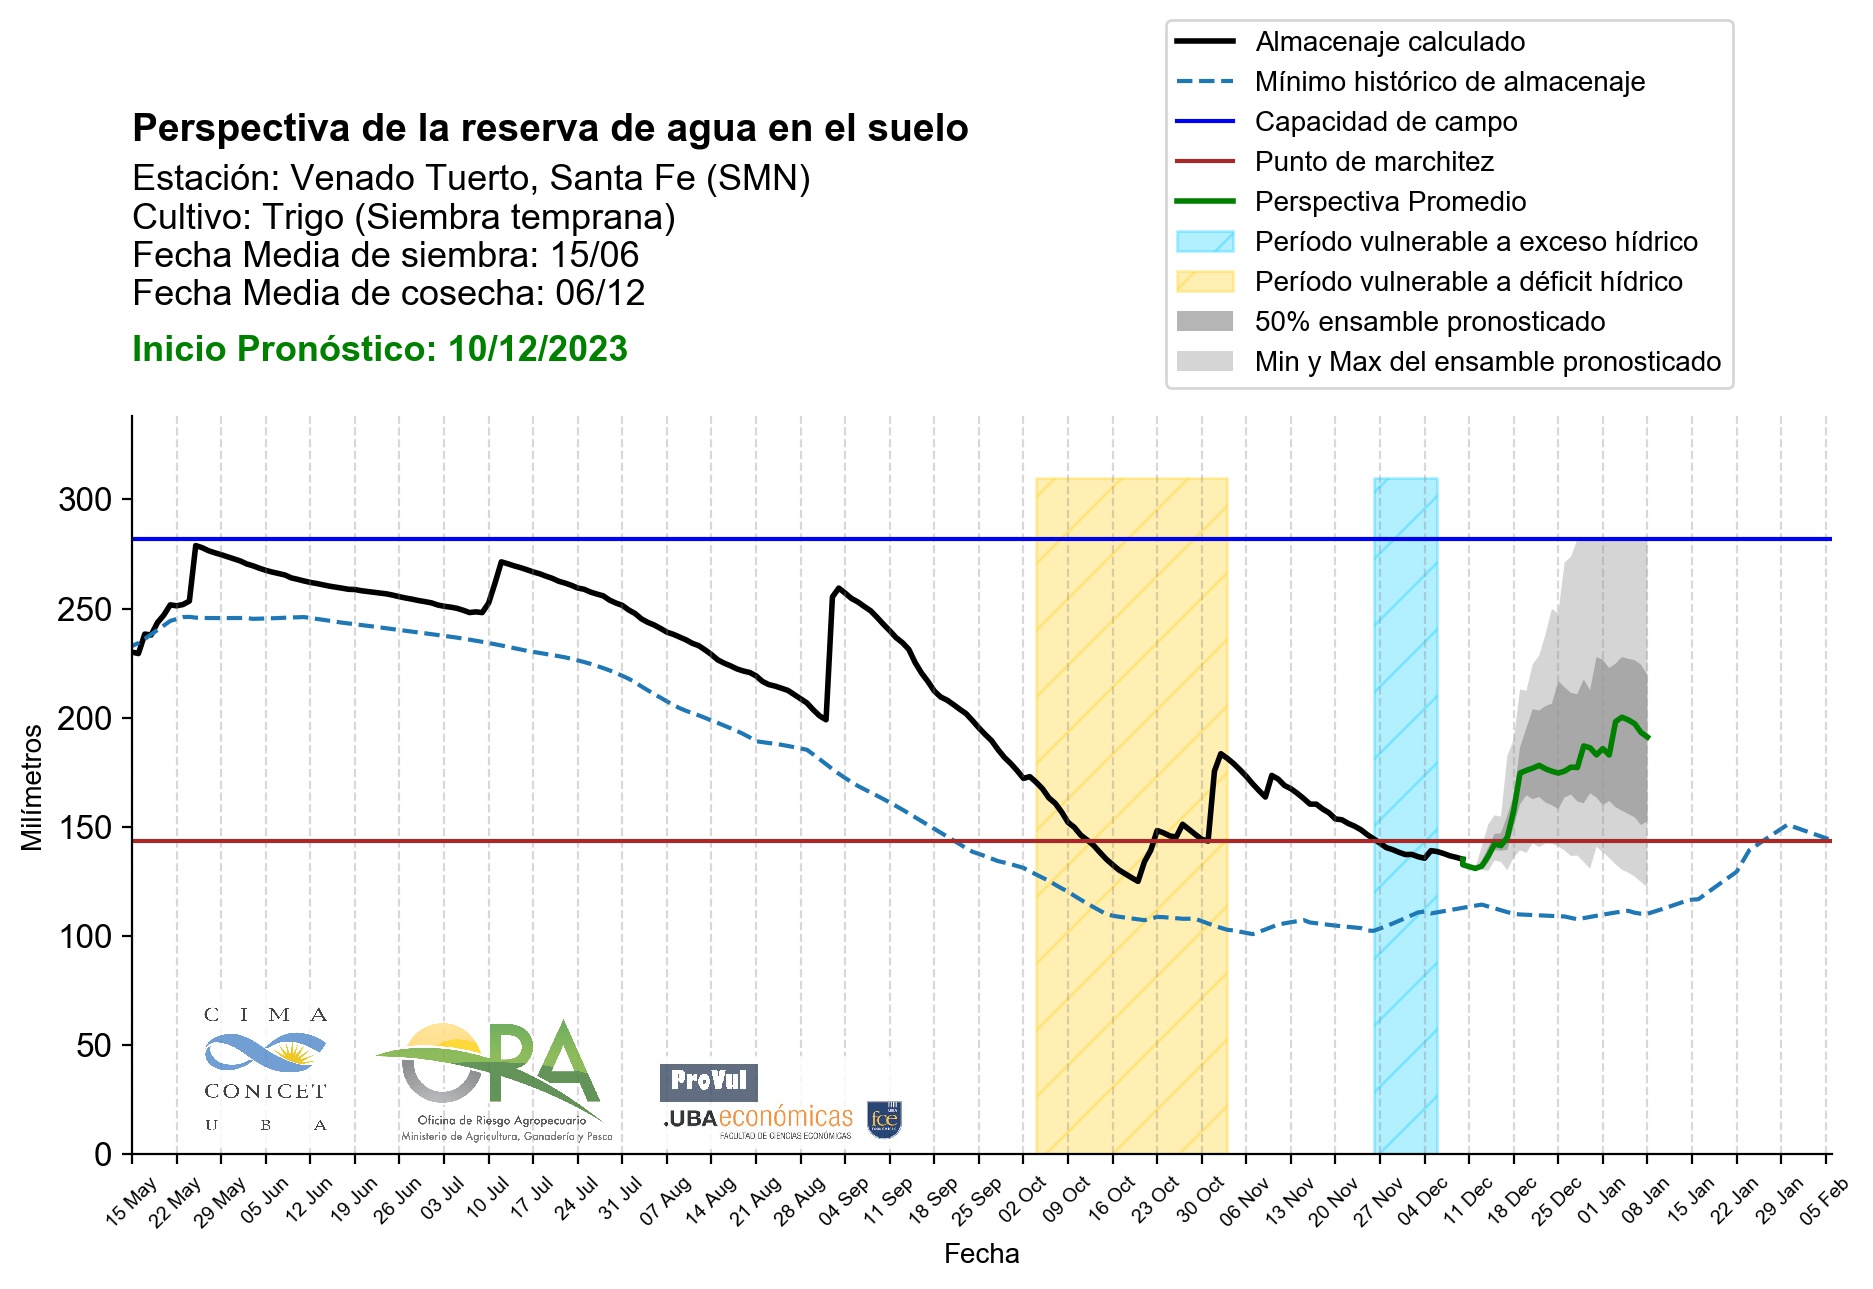 Almacenaje calculado
Mínimo histórico de almacenaje
Capacidad de campo
Punto de marchitez
Perspectiva Promedio
Período vulnerable a exceso hídrico
Período vulnerable a déficit hídrico
50% ensamble pronosticado
Min y Max del ensamble pronosticado
Perspectiva de la reserva de agua en el suelo
Estación: Venado Tuerto, Santa Fe (SMN)
Cultivo: Trigo (Siembra temprana)
Fecha Media de siembra: 15/06
Fecha Media de cosecha: 06/12
Inicio Pronóstico: 10/12/2023
300
250
200
150
100
50
0
Milímetros
CIMA
CONICET
UBA
ORA
Oficina de Riesgo Agropecuario
Ministerio de Agricultura, Ganadería y Pesca
ProVul
.UBAeconómicas
FACULTAD DE CIENCIAS ECONÓMICAS
fce
15 May
22 May
29 May
05 Jun
12 Jun
19 Jun
26 Jun
03 Jul
10 Jul
17 Jul
24 Jul
31 Jul
07 Aug
14 Aug
21 Aug
28 Aug
04 Sep
11 Sep
18 Sep
25 Sep
02 Oct
09 Oct
16 Oct
23 Oct
30 Oct
06 Nov
13 Nov
20 Nov
27 Nov
04 Dec
11 Dec
18 Dec
25 Dec
01 Jan
08 Jan
15 Jan
22 Jan
29 Jan
05 Feb
Fecha